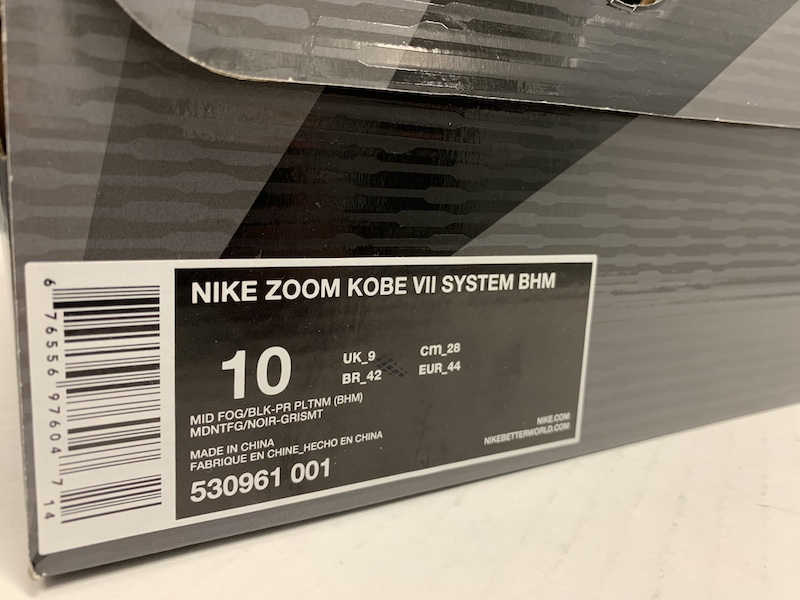 NIKE ZOOM KOBE VII SYSTEM BHM
10
UK_9
cm_28
BR_42
EUR_44
MID FOG/BLK-PR PLTNM (BHM)
MDNTFG/NOIR-GRISMT
MADE IN CHINA
FABRIQUE EN CHINE_HECHO EN CHINA
530961 001
NIKE.COM
NIKEBETTERWORLD.COM
6 76556 97604 7 14